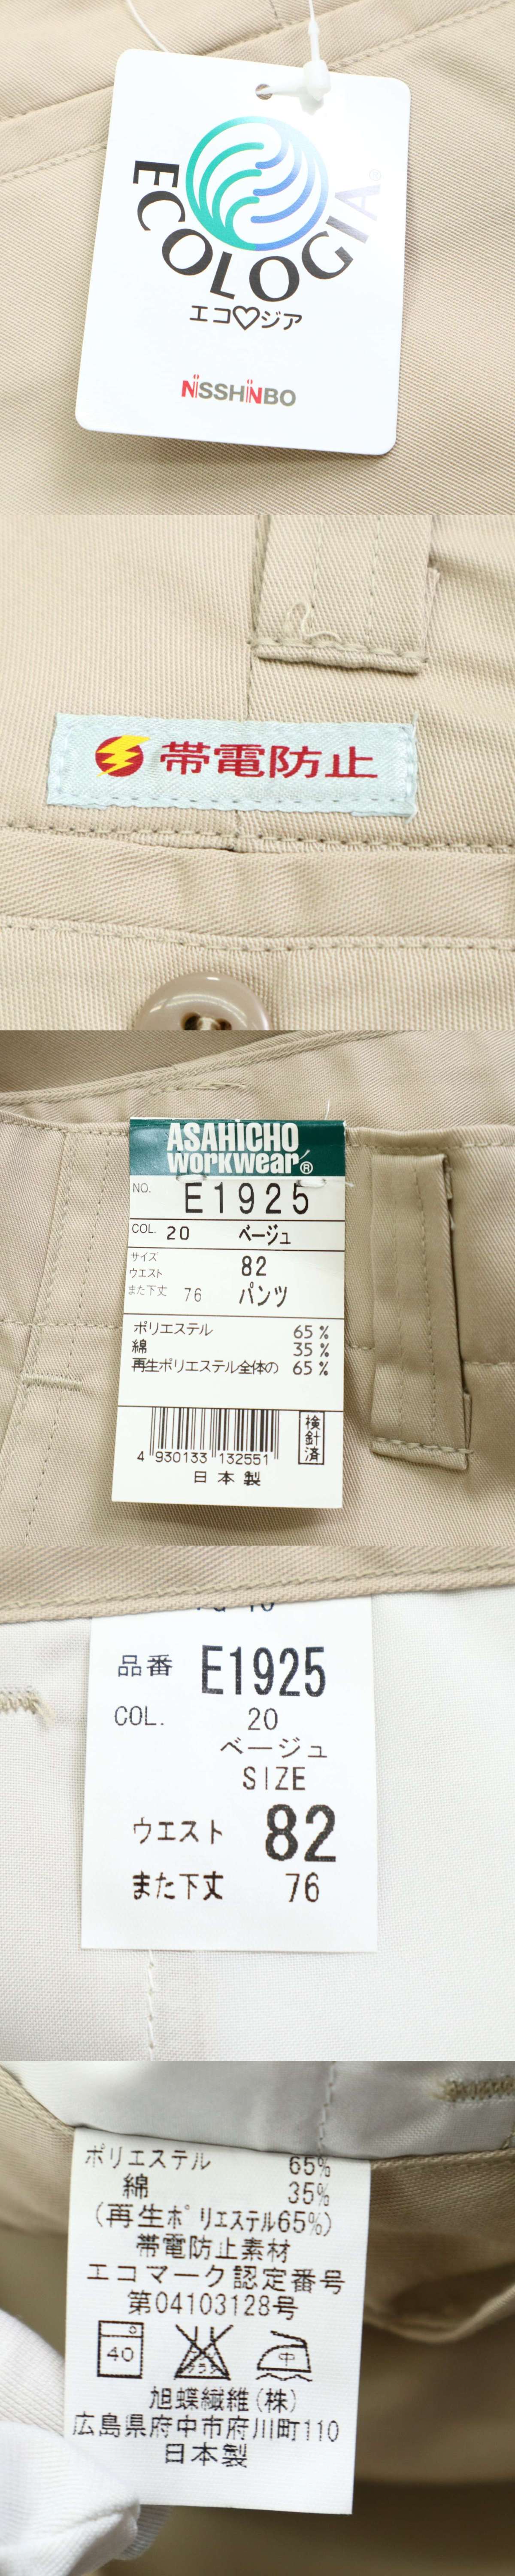 ECOLOGIA®
エコ♡ジア
NISSHINBO
帯電防止
ASAHICHO
workwear®
NO. E1925
COL. 20 ベージュ
サイズ
ウエスト 82
また下丈 76 パンツ
ポリエステル 65%
綿 35%
再生ポリエステル全体の 65%
検針済
4 930133 132551
日本製
品番 E1925
COL. 20
ベージュ
SIZE
ウエスト 82
また下丈 76
ポリエステル 65%
綿 35%
(再生ポリエステル65%)
帯電防止素材
エコマーク認定番号
第04103128号
40 中
旭蝶繊維(株)
広島県府中市府川町110
日本製